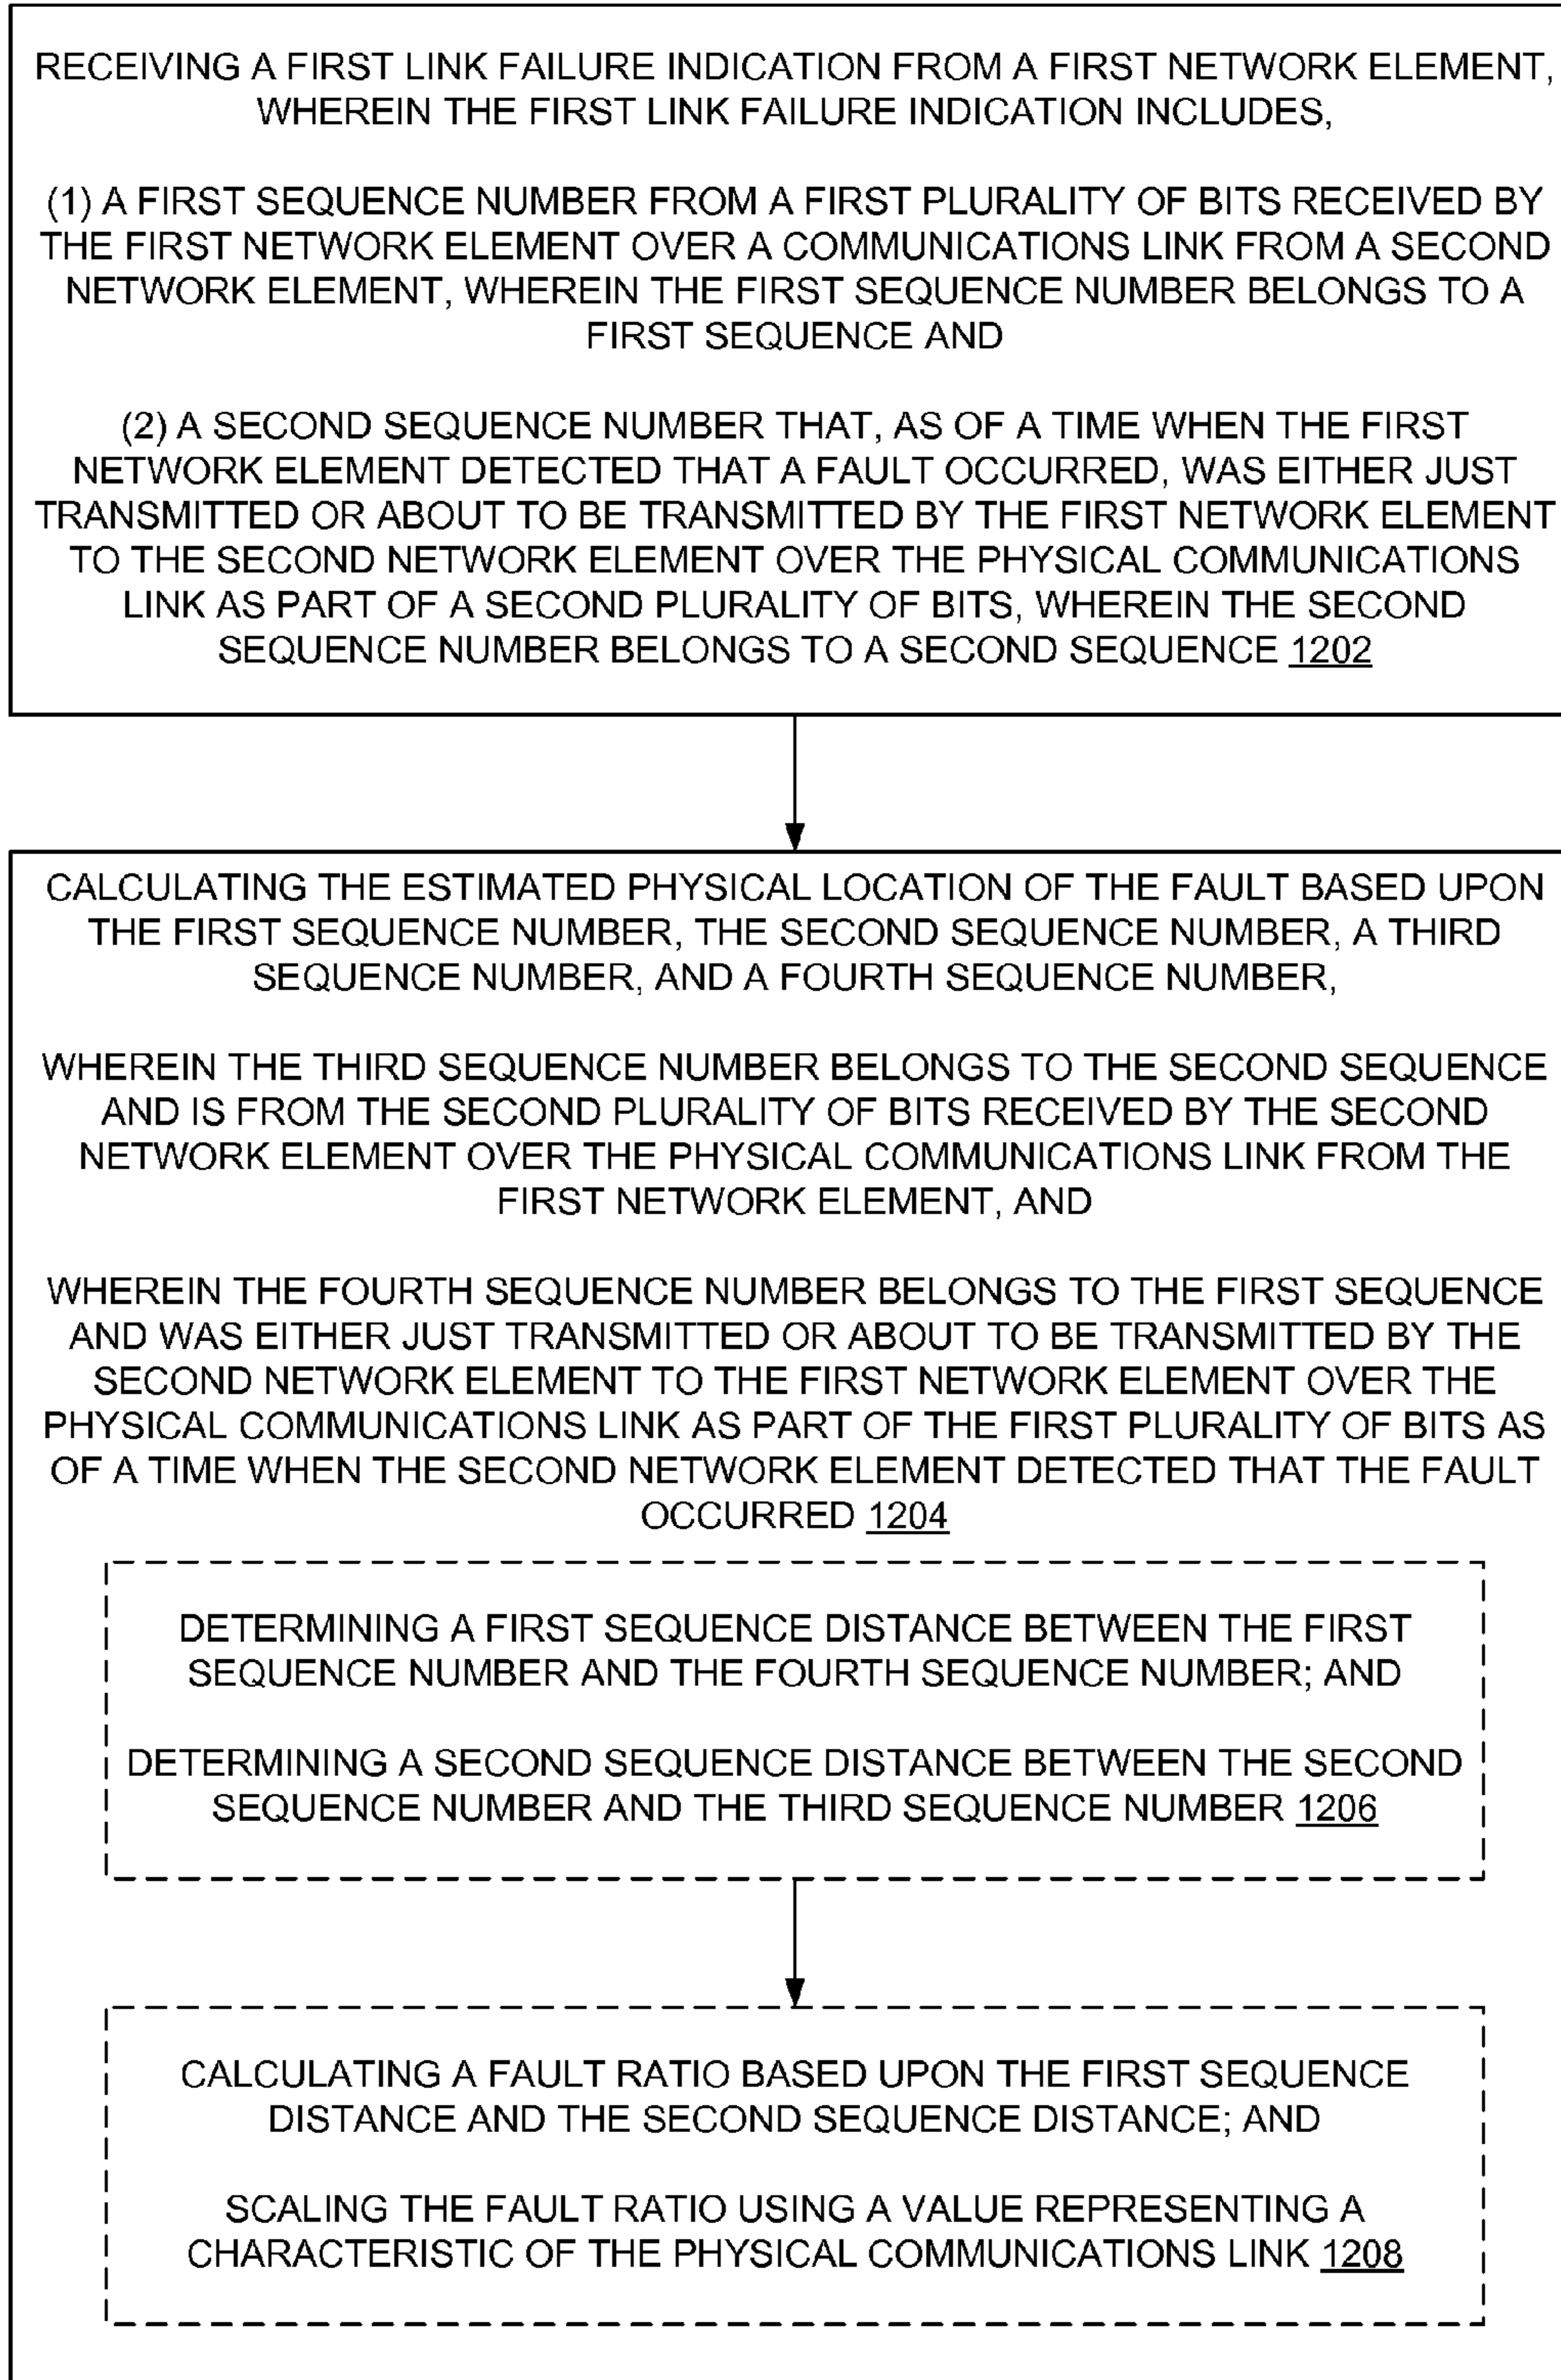 RECEIVING A FIRST LINK FAILURE INDICATION FROM A FIRST NETWORK ELEMENT,
WHEREIN THE FIRST LINK FAILURE INDICATION INCLUDES,
(1) A FIRST SEQUENCE NUMBER FROM A FIRST PLURALITY OF BITS RECEIVED BY
THE FIRST NETWORK ELEMENT OVER A COMMUNICATIONS LINK FROM A SECOND
NETWORK ELEMENT, WHEREIN THE FIRST SEQUENCE NUMBER BELONGS TO A
FIRST SEQUENCE AND
(2) A SECOND SEQUENCE NUMBER THAT, AS OF A TIME WHEN THE FIRST
NETWORK ELEMENT DETECTED THAT A FAULT OCCURRED, WAS EITHER JUST
TRANSMITTED OR ABOUT TO BE TRANSMITTED BY THE FIRST NETWORK ELEMENT
TO THE SECOND NETWORK ELEMENT OVER THE PHYSICAL COMMUNICATIONS
LINK AS PART OF A SECOND PLURALITY OF BITS, WHEREIN THE SECOND
SEQUENCE NUMBER BELONGS TO A SECOND SEQUENCE 1202
CALCULATING THE ESTIMATED PHYSICAL LOCATION OF THE FAULT BASED UPON
THE FIRST SEQUENCE NUMBER, THE SECOND SEQUENCE NUMBER, A THIRD
SEQUENCE NUMBER, AND A FOURTH SEQUENCE NUMBER,
WHEREIN THE THIRD SEQUENCE NUMBER BELONGS TO THE SECOND SEQUENCE
AND IS FROM THE SECOND PLURALITY OF BITS RECEIVED BY THE SECOND
NETWORK ELEMENT OVER THE PHYSICAL COMMUNICATIONS LINK FROM THE
FIRST NETWORK ELEMENT, AND
WHEREIN THE FOURTH SEQUENCE NUMBER BELONGS TO THE FIRST SEQUENCE
AND WAS EITHER JUST TRANSMITTED OR ABOUT TO BE TRANSMITTED BY THE
SECOND NETWORK ELEMENT TO THE FIRST NETWORK ELEMENT OVER THE
PHYSICAL COMMUNICATIONS LINK AS PART OF THE FIRST PLURALITY OF BITS AS
OF A TIME WHEN THE SECOND NETWORK ELEMENT DETECTED THAT THE FAULT
OCCURRED 1204
DETERMINING A FIRST SEQUENCE DISTANCE BETWEEN THE FIRST
SEQUENCE NUMBER AND THE FOURTH SEQUENCE NUMBER; AND
DETERMINING A SECOND SEQUENCE DISTANCE BETWEEN THE SECOND
SEQUENCE NUMBER AND THE THIRD SEQUENCE NUMBER 1206
CALCULATING A FAULT RATIO BASED UPON THE FIRST SEQUENCE
DISTANCE AND THE SECOND SEQUENCE DISTANCE; AND
SCALING THE FAULT RATIO USING A VALUE REPRESENTING A
CHARACTERISTIC OF THE PHYSICAL COMMUNICATIONS LINK 1208